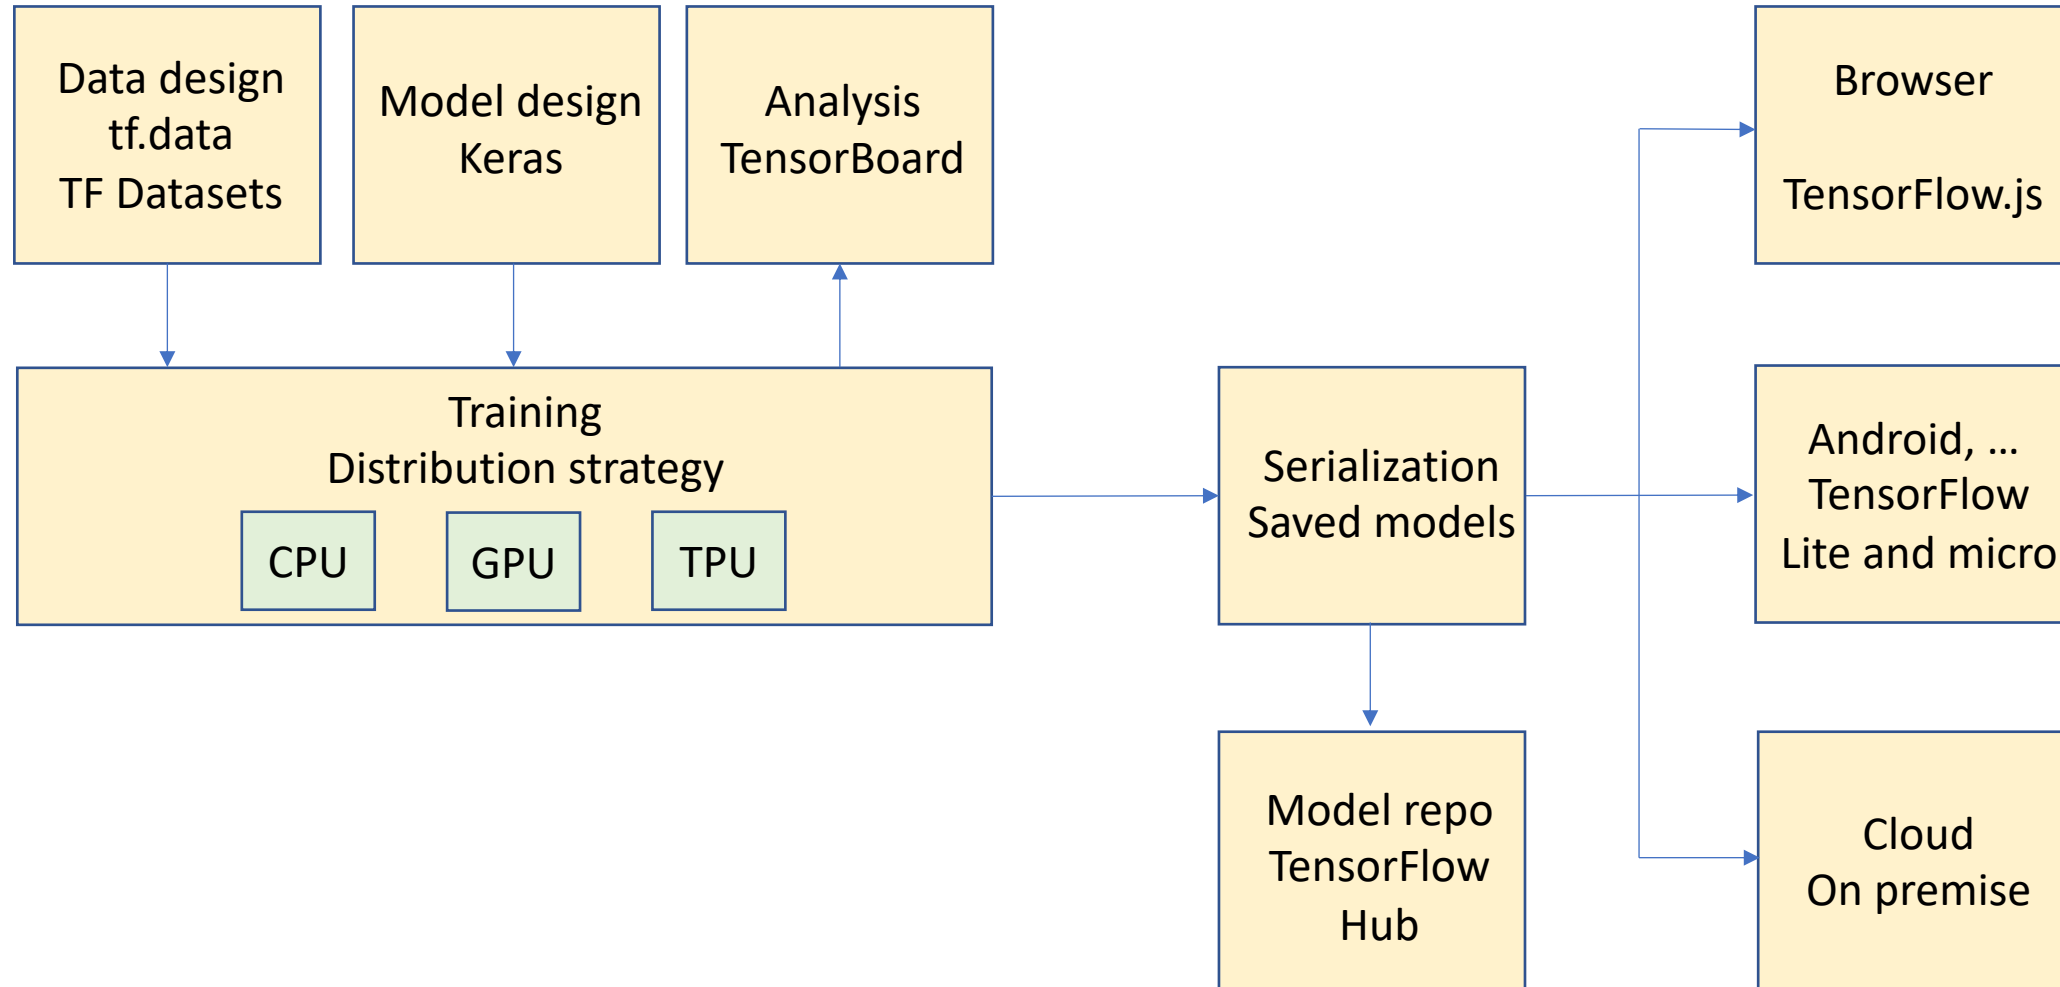 Data design
tf.data
TF Datasets
Model design
Keras
Analysis
TensorBoard
Browser
TensorFlow.js
Training
Distribution strategy
CPU
GPU
TPU
Serialization
Saved models
Android, ...
TensorFlow
Lite and micro
Model repo
TensorFlow
Hub
Cloud
On premise